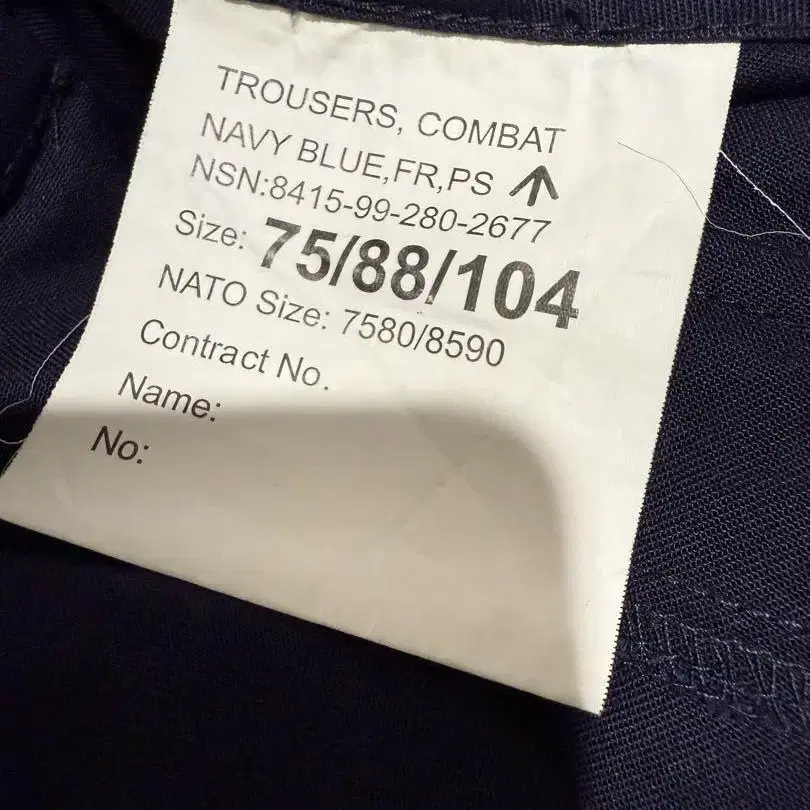 TROUSERS, COMBAT
NAVY BLUE,FR,PS
NSN:8415-99-280-2677
Size: 75/88/104
NATO Size: 7580/8590
Contract No.
Name:
No: